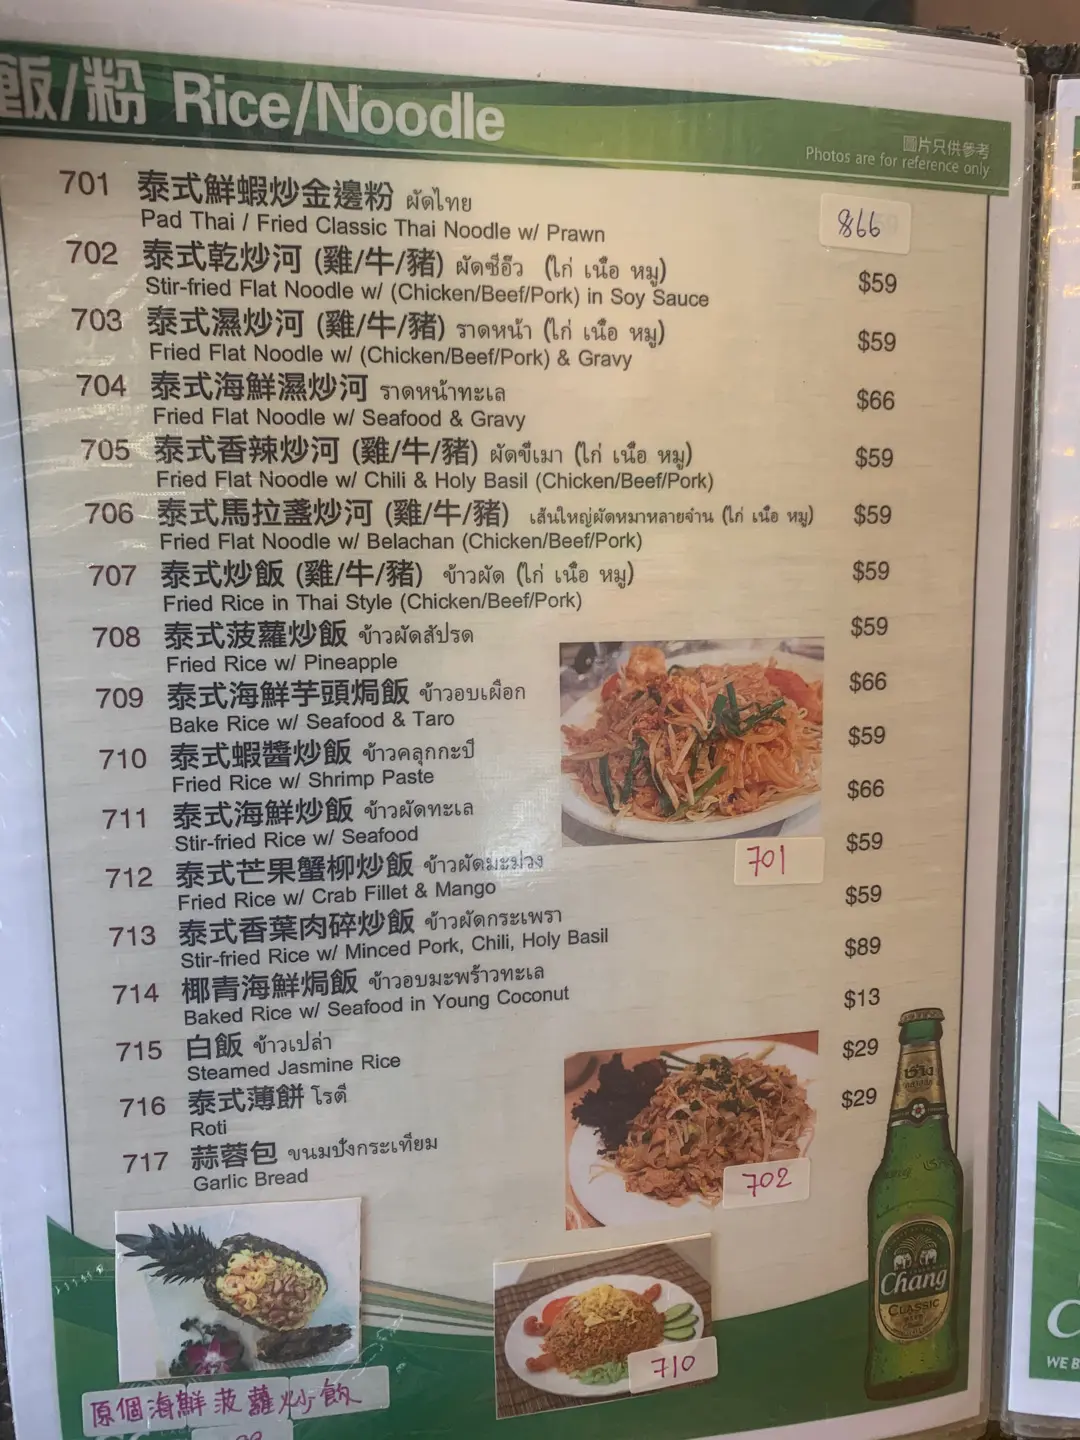 飯/粉 Rice/Noodle
圖片只供參考
Photos are for reference only
701 泰式鮮蝦炒金邊粉 ผัดไทย
Pad Thai / Fried Classic Thai Noodle w/ Prawn
$66
702 泰式乾炒河 (雞/牛/豬) ผัดซีอิ๊ว (ไก่ เนื้อ หมู)
Stir-fried Flat Noodle w/ (Chicken/Beef/Pork) in Soy Sauce
$59
703 泰式濕炒河 (雞/牛/豬) ราดหน้า (ไก่ เนื้อ หมู)
Fried Flat Noodle w/ (Chicken/Beef/Pork) & Gravy
$59
704 泰式海鮮濕炒河 ราดหน้าทะเล
Fried Flat Noodle w/ Seafood & Gravy
$66
705 泰式香辣炒河 (雞/牛/豬) ผัดขี้เมา (ไก่ เนื้อ หมู)
Fried Flat Noodle w/ Chili & Holy Basil (Chicken/Beef/Pork)
$59
706 泰式馬拉盞炒河 (雞/牛/豬) เส้นใหญ่ผัดหมาหลายจ้าน (ไก่ เนื้อ หมู)
Fried Flat Noodle w/ Belachan (Chicken/Beef/Pork)
$59
707 泰式炒飯 (雞/牛/豬) ข้าวผัด (ไก่ เนื้อ หมู)
Fried Rice in Thai Style (Chicken/Beef/Pork)
$59
708 泰式菠蘿炒飯 ข้าวผัดสัปรด
Fried Rice w/ Pineapple
$59
709 泰式海鮮芋頭焗飯 ข้าวอบเผือก
Bake Rice w/ Seafood & Taro
$66
710 泰式蝦醬炒飯 ข้าวคลุกกะปิ
Fried Rice w/ Shrimp Paste
$59
711 泰式海鮮炒飯 ข้าวผัดทะเล
Stir-fried Rice w/ Seafood
$66
712 泰式芒果蟹柳炒飯 ข้าวผัดมะม่วง
Fried Rice w/ Crab Fillet & Mango
$59
713 泰式香葉肉碎炒飯 ข้าวผัดกระเพรา
Stir-fried Rice w/ Minced Pork, Chili, Holy Basil
$59
714 椰青海鮮焗飯 ข้าวอบมะพร้าวทะเล
Baked Rice w/ Seafood in Young Coconut
$89
715 白飯 ข้าวเปล่า
Steamed Jasmine Rice
$13
716 泰式薄餅 โรตี
Roti
$29
717 蒜蓉包 ขนมปังกระเทียม
Garlic Bread
$29
701
702
710
原個海鮮菠蘿炒飯
ช้าง
Chang
CLASSIC
WE B